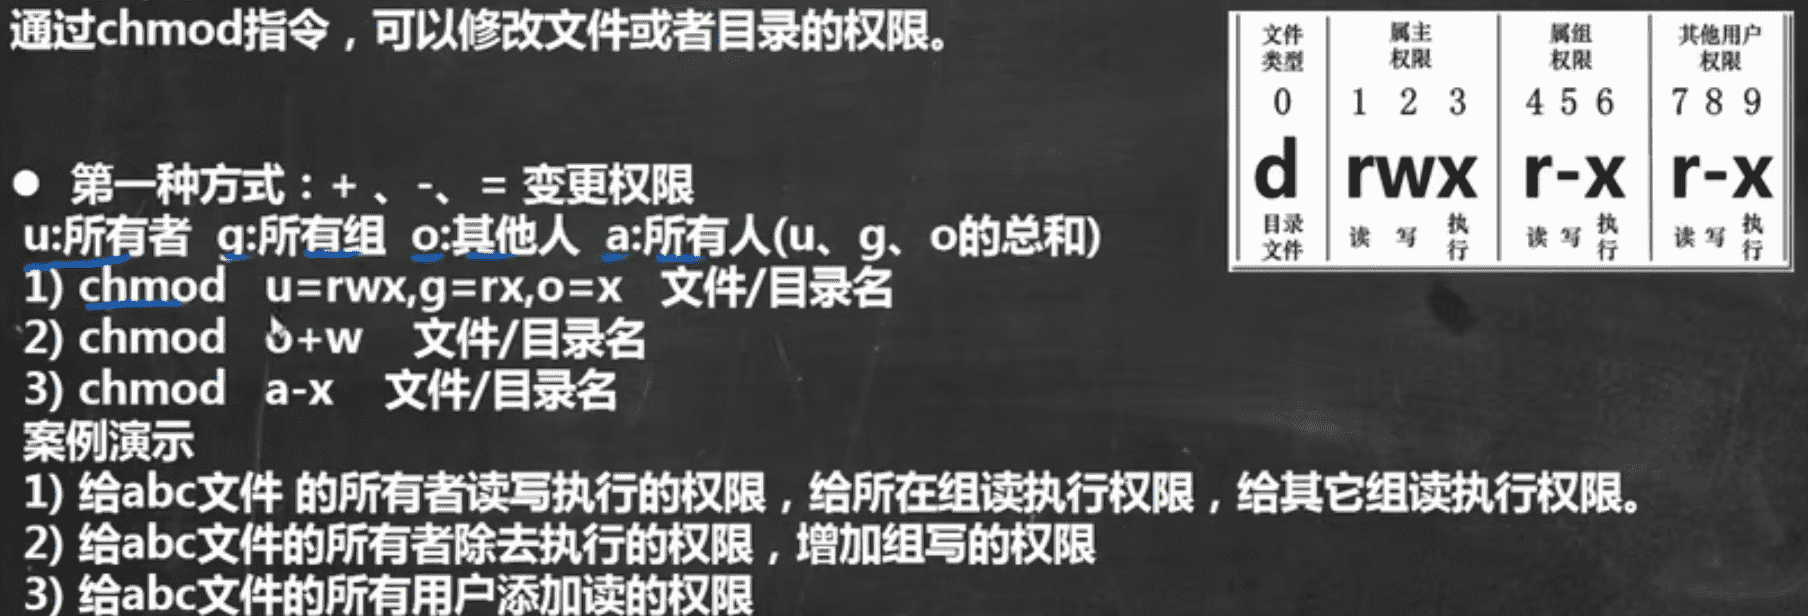 通过chmod指令，可以修改文件或者目录的权限。
● 第一种方式：+ 、-、= 变更权限
u:所有者 g:所有组 o:其他人 a:所有人(u、g、o的总和)
1) chmod u=rwx,g=rx,o=x 文件/目录名
2) chmod o+w 文件/目录名
3) chmod a-x 文件/目录名
案例演示
1) 给abc文件 的所有者读写执行的权限，给所在组读执行权限，给其它组读执行权限。
2) 给abc文件的所有者除去执行的权限，增加组写的权限
3) 给abc文件的所有用户添加读的权限
文件 属主 属组 其他用户
类型 权限 权限 权限
0 1 2 3 4 5 6 7 8 9
d rwx r-x r-x
目录 读 写 执 读 写 执 读 写 执
文件 行 行 行